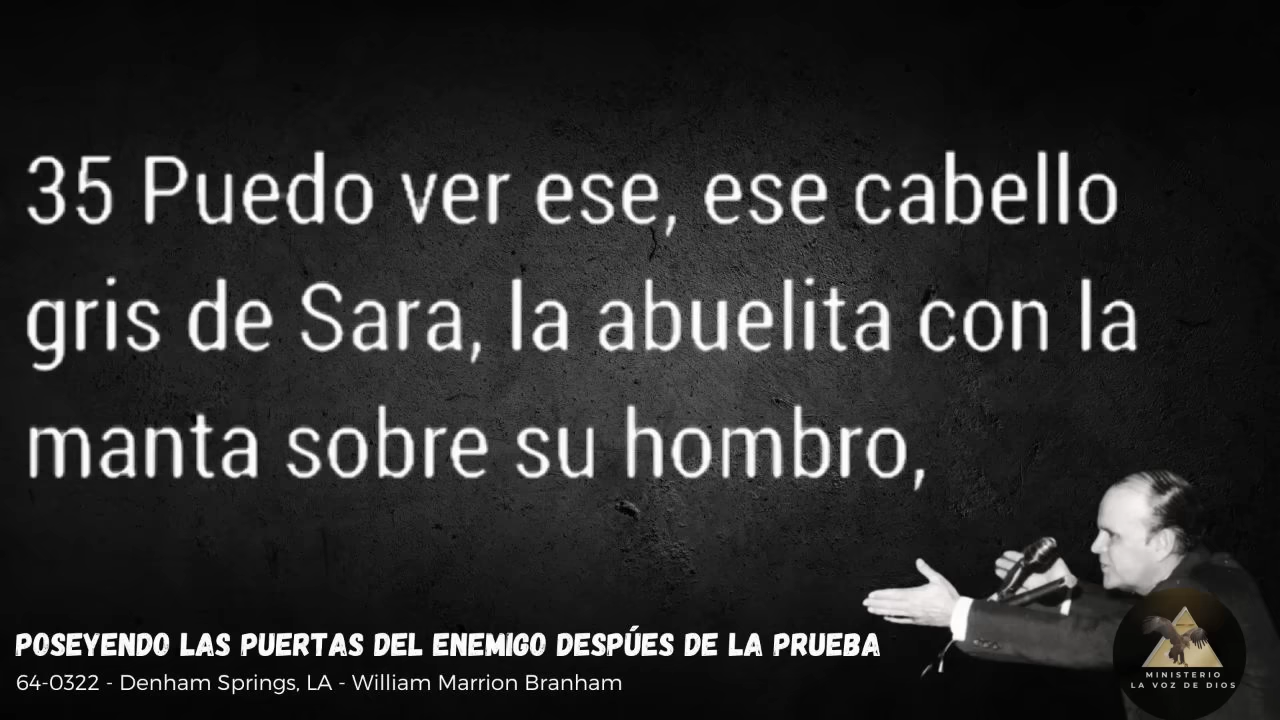 35 Puedo ver ese, ese cabello
gris de Sara, la abuelita con la
manta sobre su hombro,
POSEYENDO LAS PUERTAS DEL ENEMIGO DESPÚES DE LA PRUEBA
64-0322 - Denham Springs, LA - William Marrion Branham
MINISTERIO
LA VOZ DE DIOS